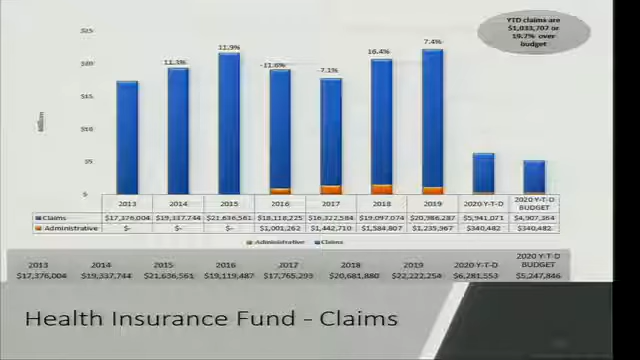 YTD claims are
$1,033,707 or
19.7% over
budget
$25
$20
$15
$10
$5
$-
Million
11.3%
11.9%
-11.6%
-7.1%
16.4%
7.4%
2013 2014 2015 2016 2017 2018 2019 2020 Y-T-D 2020 Y-T-D BUDGET
Claims $17,376,004 $19,337,744 $21,636,561 $18,118,225 $16,322,584 $19,097,074 $20,986,287 $5,941,071 $4,907,364
Administrative $- $- $- $1,001,262 $1,442,710 $1,584,807 $1,235,967 $340,482 $340,482
Administrative Claims
2013 2014 2015 2016 2017 2018 2019 2020 Y-T-D 2020 Y-T-D BUDGET
$17,376,004 $19,337,744 $21,636,561 $19,119,487 $17,765,293 $20,681,880 $22,222,254 $6,281,553 $5,247,846
Health Insurance Fund - Claims